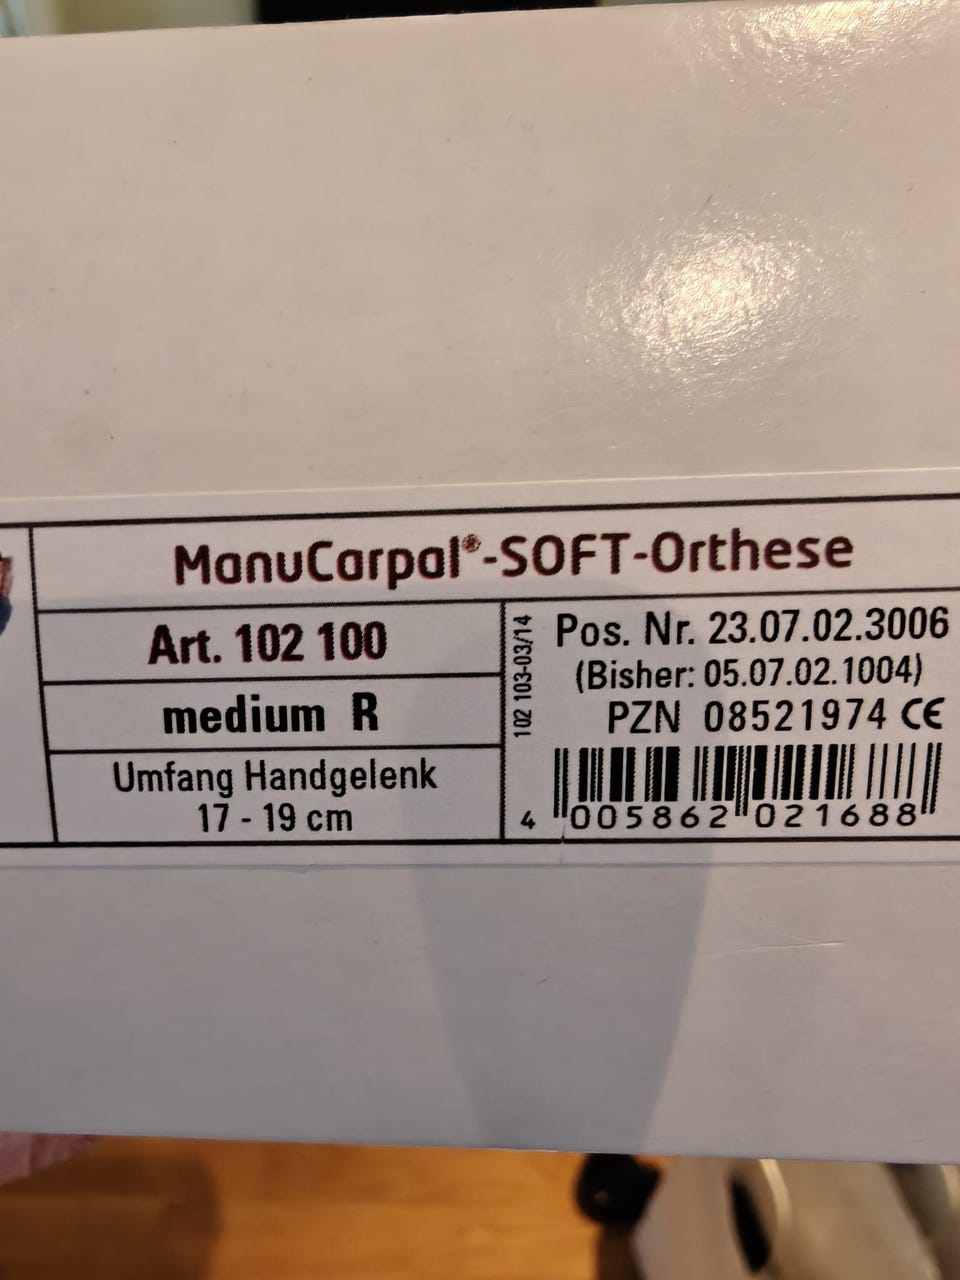 ManuCarpal®-SOFT-Orthese
Art. 102 100
medium R
Umfang Handgelenk
17 - 19 cm
102 103-03/14
Pos. Nr. 23.07.02.3006
(Bisher: 05.07.02.1004)
PZN 08521974 CE
4 005862 021688